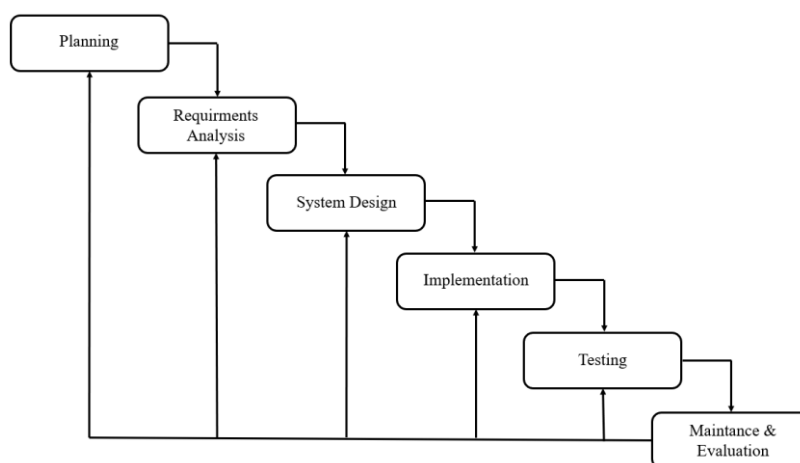 Planning
Requirments
Analysis
System Design
Implementation
Testing
Maintance &
Evaluation